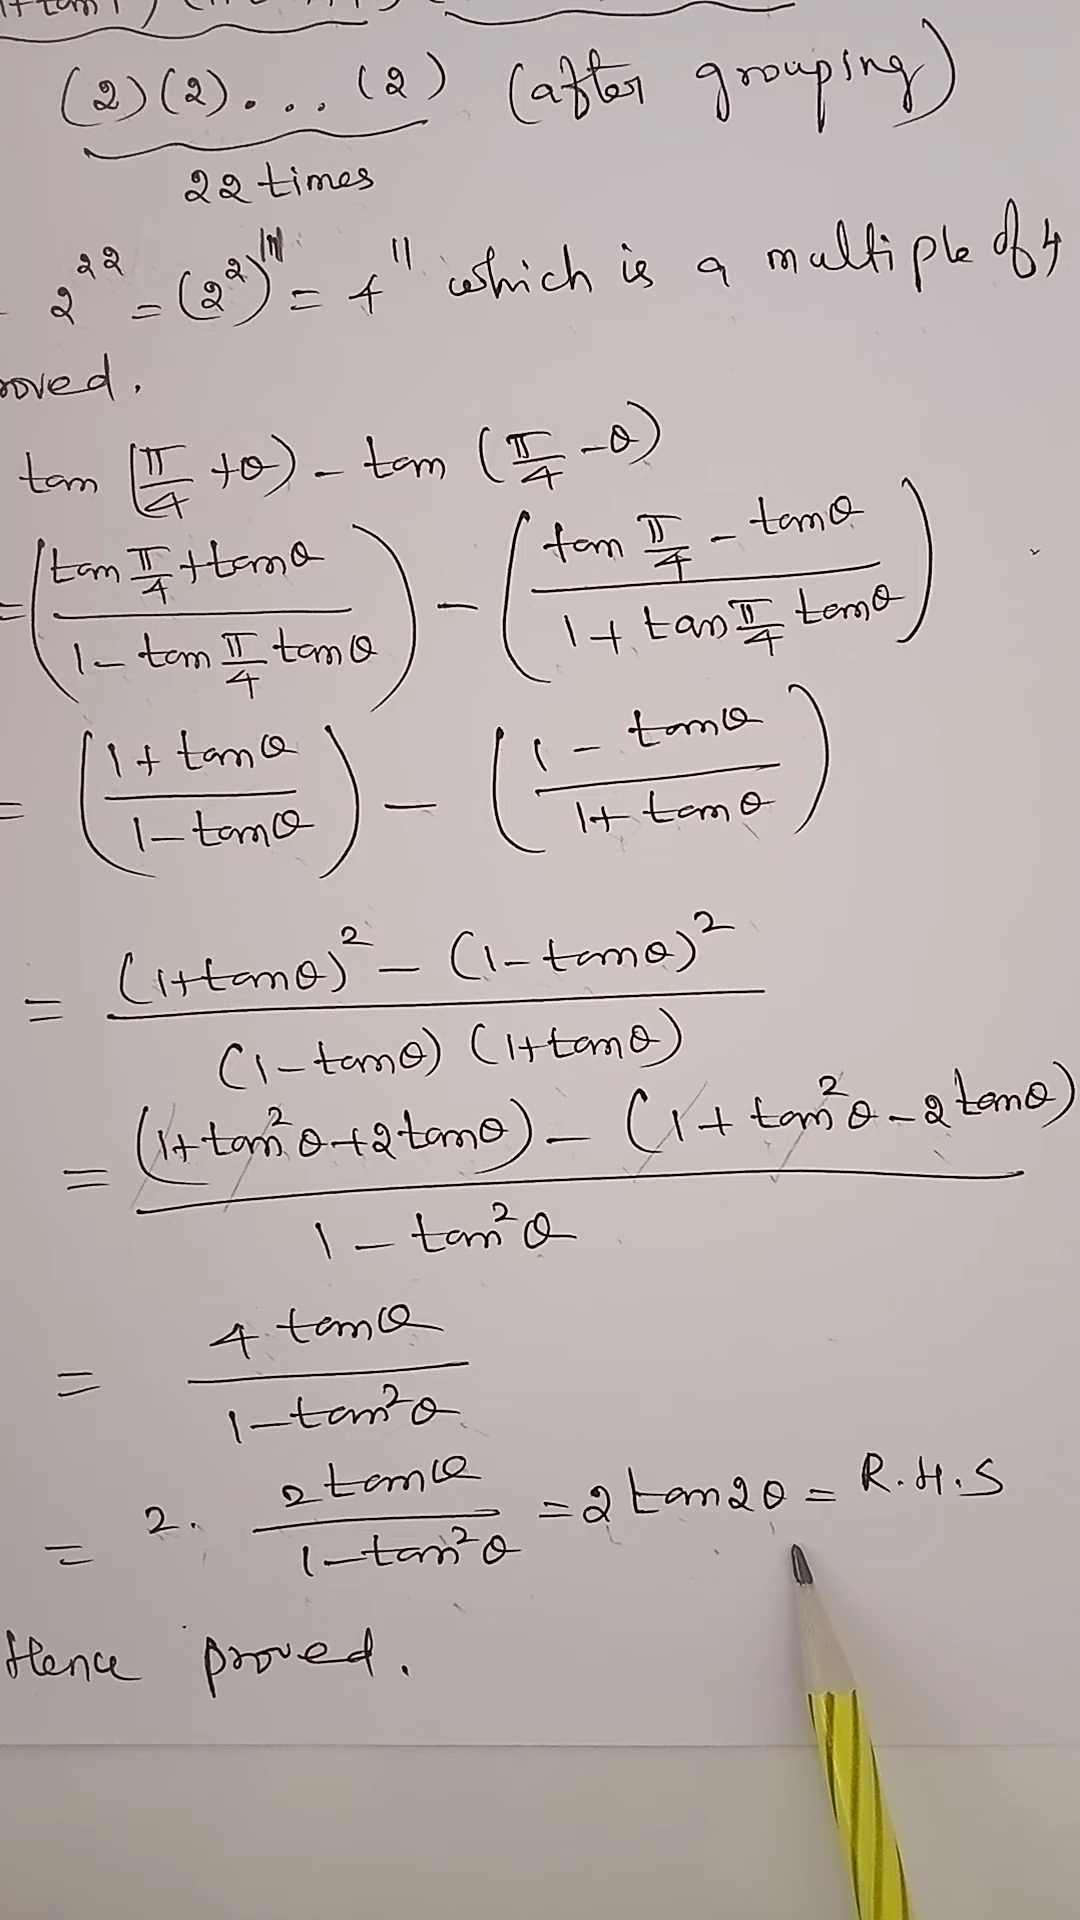 (2)(2)...(2) (after grouping)
22 times
2^22 = (2^2)^11 = 4^11 which is a multiple of 4
roved.
tan (π/4 + θ) - tan (π/4 - θ)
= ((tan π/4 + tanθ)/(1 - tan π/4 tanθ)) - ((tan π/4 - tanθ)/(1 + tan π/4 tanθ))
= ((1 + tanθ)/(1 - tanθ)) - ((1 - tanθ)/(1 + tanθ))
= ((1+tanθ)^2 - (1-tanθ)^2)/((1-tanθ) (1+tanθ))
= ((1+tan^2θ+2tanθ) - (1+tan^2θ-2tanθ))/(1 - tan^2θ)
= (4 tanθ)/(1-tan^2θ)
= 2. (2tanθ)/(1-tan^2θ) = 2tan2θ = R.H.S
Hence proved.